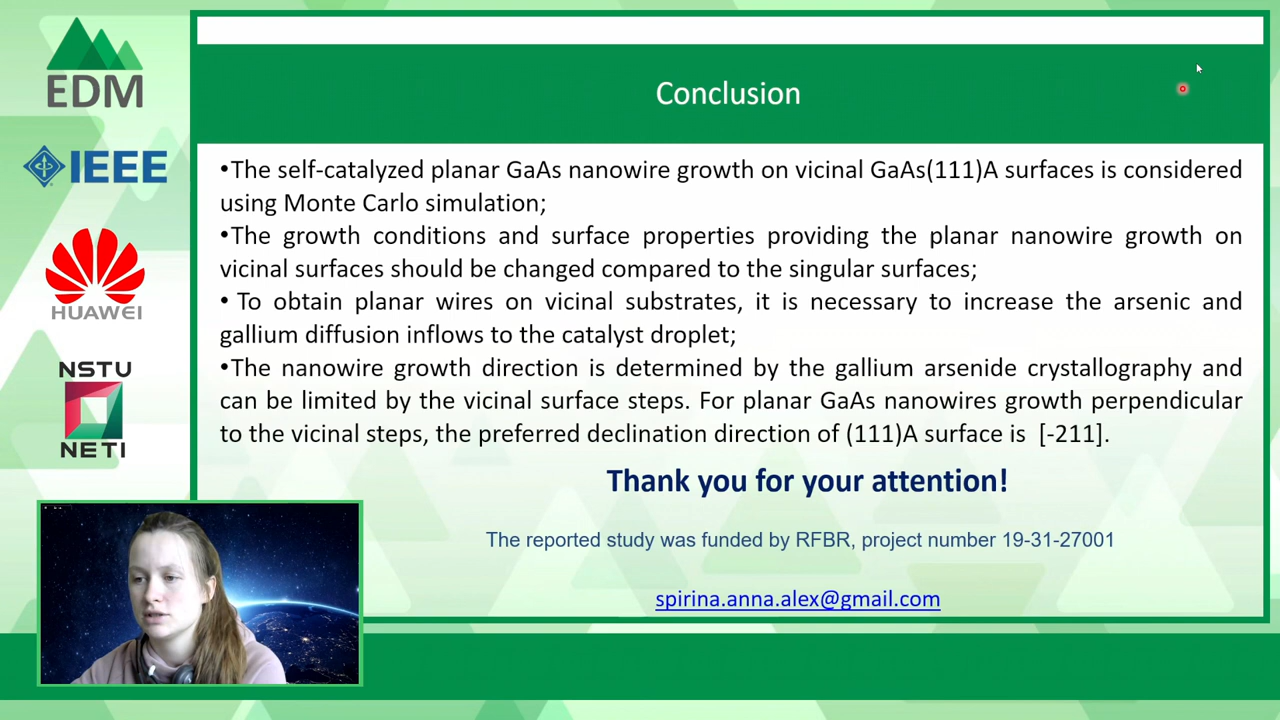 EDM
IEEE
HUAWEI
NSTU
NETI
Conclusion
•The self-catalyzed planar GaAs nanowire growth on vicinal GaAs(111)A surfaces is considered
using Monte Carlo simulation;
•The growth conditions and surface properties providing the planar nanowire growth on
vicinal surfaces should be changed compared to the singular surfaces;
• To obtain planar wires on vicinal substrates, it is necessary to increase the arsenic and
gallium diffusion inflows to the catalyst droplet;
•The nanowire growth direction is determined by the gallium arsenide crystallography and
can be limited by the vicinal surface steps. For planar GaAs nanowires growth perpendicular
to the vicinal steps, the preferred declination direction of (111)A surface is [-211].
Thank you for your attention!
The reported study was funded by RFBR, project number 19-31-27001
spirina.anna.alex@gmail.com